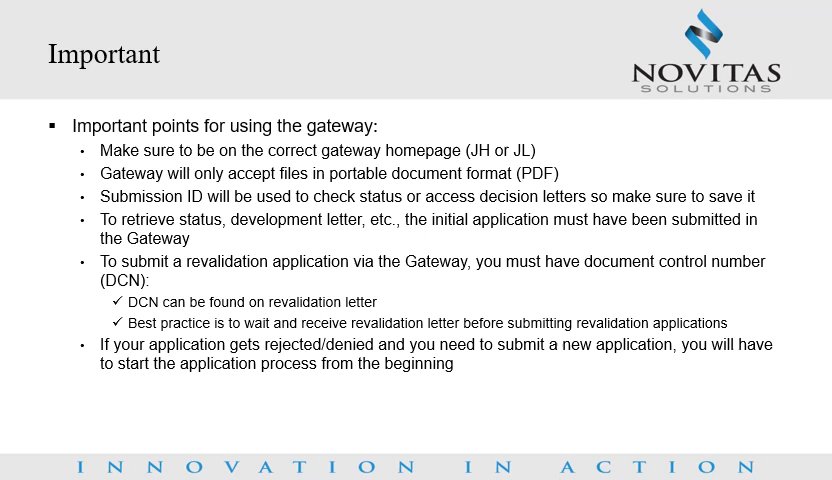 Important
NOVITAS
SOLUTIONS
▪ Important points for using the gateway:
• Make sure to be on the correct gateway homepage (JH or JL)
• Gateway will only accept files in portable document format (PDF)
• Submission ID will be used to check status or access decision letters so make sure to save it
• To retrieve status, development letter, etc., the initial application must have been submitted in
the Gateway
• To submit a revalidation application via the Gateway, you must have document control number
(DCN):
✓ DCN can be found on revalidation letter
✓ Best practice is to wait and receive revalidation letter before submitting revalidation applications
• If your application gets rejected/denied and you need to submit a new application, you will have
to start the application process from the beginning
INNOVATION IN ACTION